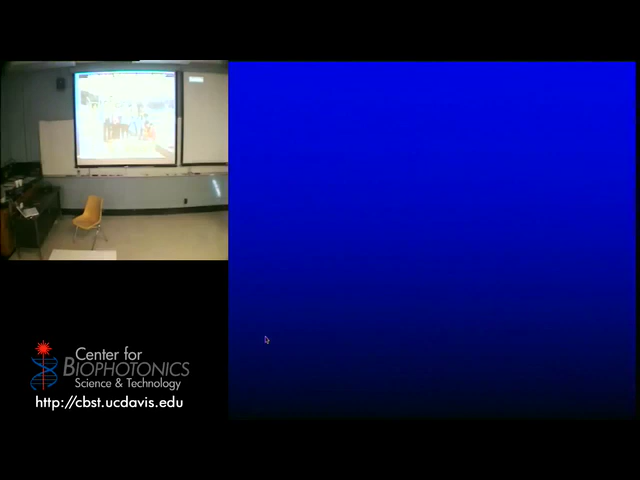 Center for
BIOPHOTONICS
Science & Technology
http://cbst.ucdavis.edu